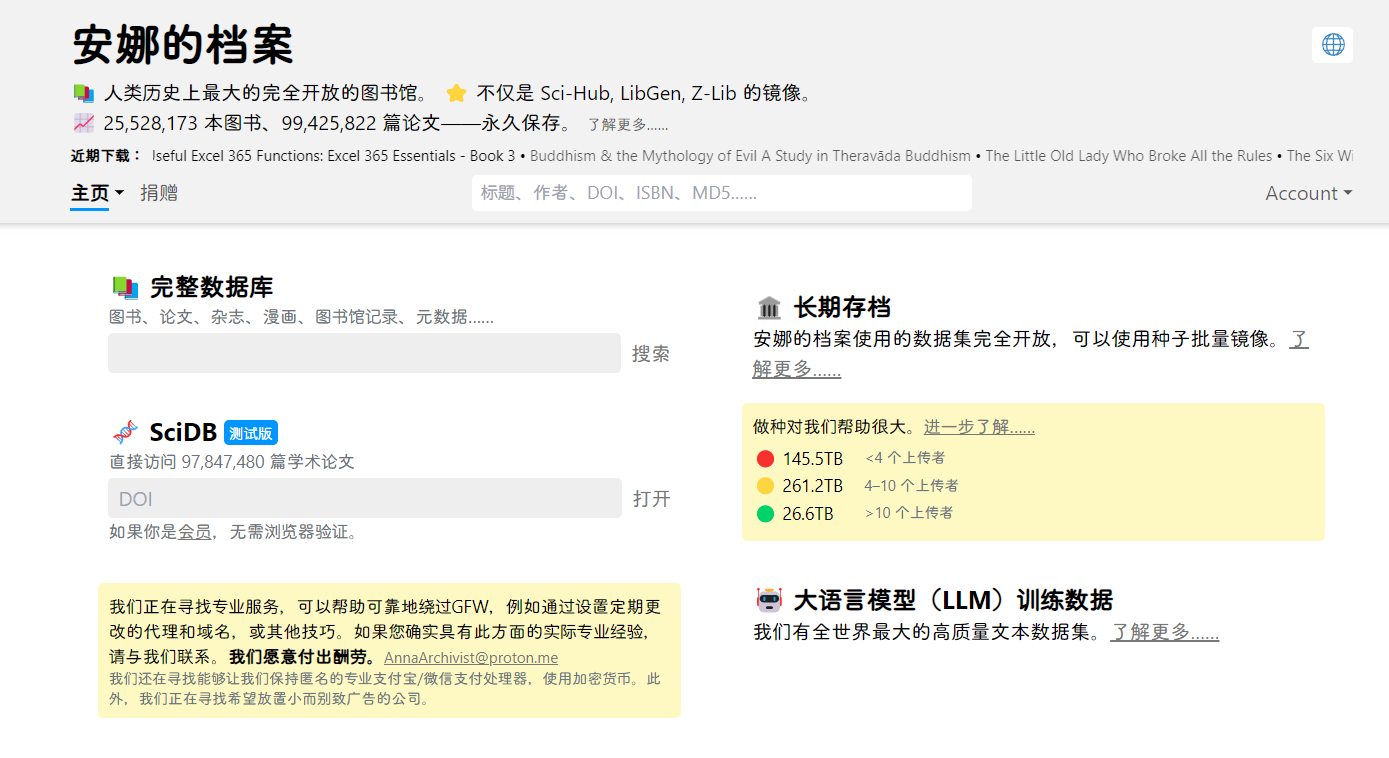 安娜的档案
📚 人类历史上最大的完全开放的图书馆。 ⭐ 不仅是 Sci-Hub, LibGen, Z-Lib 的镜像。
📈 25,528,173 本图书、99,425,822 篇论文——永久保存。 了解更多……
近期下载： Useful Excel 365 Functions: Excel 365 Essentials - Book 3 • Buddhism & the Mythology of Evil A Study in Theravāda Buddhism • The Little Old Lady Who Broke All the Rules • The Six Wi
主页 捐赠 标题、作者、DOI、ISBN、MD5…… Account
📚 完整数据库
图书、论文、杂志、漫画、图书馆记录、元数据……
搜索
🧬 SciDB 测试版
直接访问 97,847,480 篇学术论文
DOI 打开
如果你是会员，无需浏览器验证。
我们正在寻找专业服务，可以帮助可靠地绕过GFW，例如通过设置定期更
改的代理和域名，或其他技巧。如果您确实具有此方面的实际专业经验，
请与我们联系。我们愿意付出酬劳。AnnaArchivist@proton.me
我们还在寻找能够让我们保持匿名的专业支付宝/微信支付处理器，使用加密货币。此
外，我们正在寻找希望放置小而别致广告的公司。
🏛️ 长期存档
安娜的档案使用的数据集完全开放，可以使用种子批量镜像。了
解更多……
做种对我们帮助很大。进一步了解……
145.5TB <4 个上传者
261.2TB 4–10 个上传者
26.6TB >10 个上传者
🤖 大语言模型（LLM）训练数据
我们有全世界最大的高质量文本数据集。了解更多……